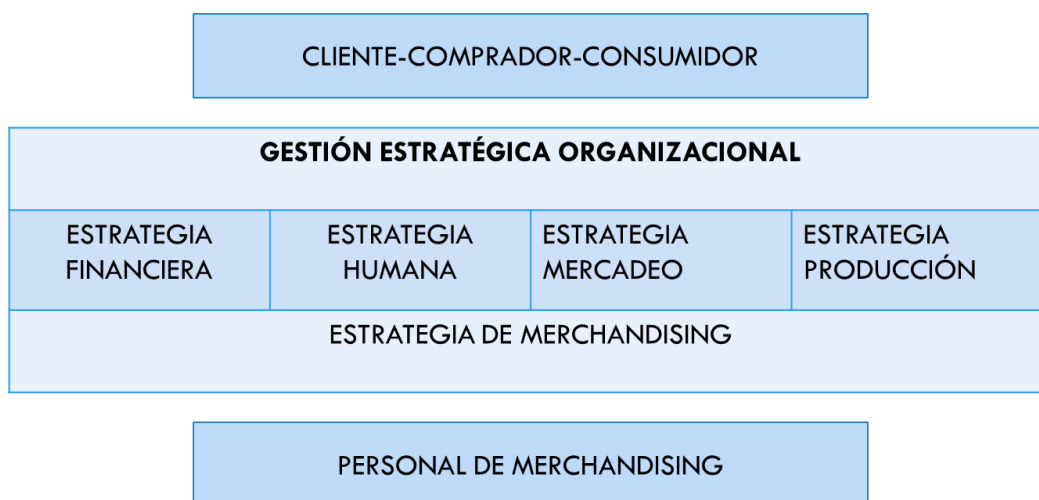 CLIENTE-COMPRADOR-CONSUMIDOR
GESTIÓN ESTRATÉGICA ORGANIZACIONAL
ESTRATEGIA
FINANCIERA
ESTRATEGIA
HUMANA
ESTRATEGIA
MERCADEO
ESTRATEGIA
PRODUCCIÓN
ESTRATEGIA DE MERCHANDISING
PERSONAL DE MERCHANDISING